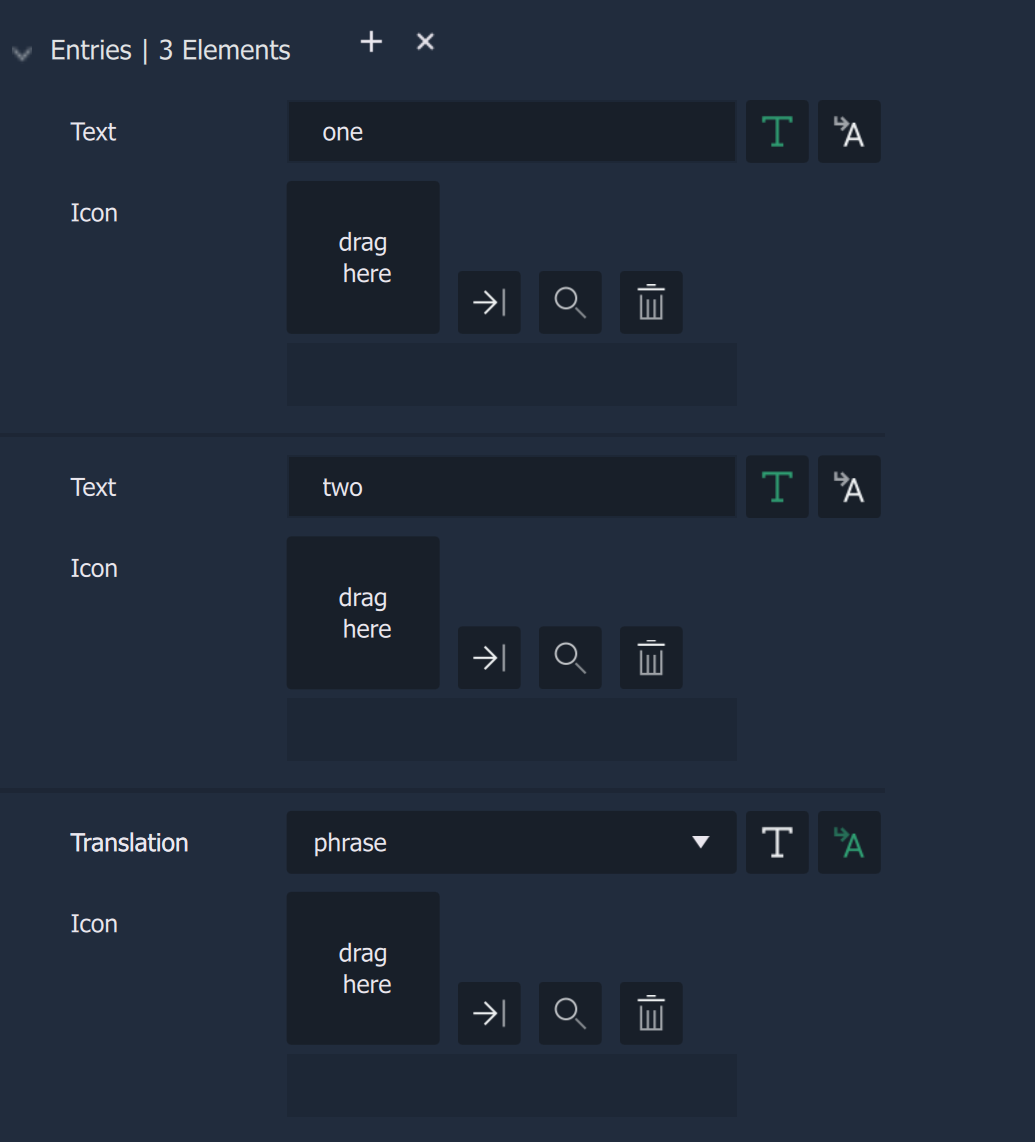 Entries | 3 Elements
Text
one
Icon
drag
here
Text
two
Icon
drag
here
Translation
phrase
Icon
drag
here